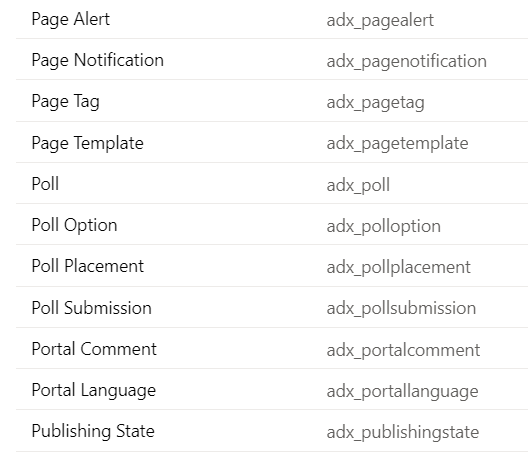 Page Alert adx_pagealert
Page Notification adx_pagenotification
Page Tag adx_pagetag
Page Template adx_pagetemplate
Poll adx_poll
Poll Option adx_polloption
Poll Placement adx_pollplacement
Poll Submission adx_pollsubmission
Portal Comment adx_portalcomment
Portal Language adx_portallanguage
Publishing State adx_publishingstate